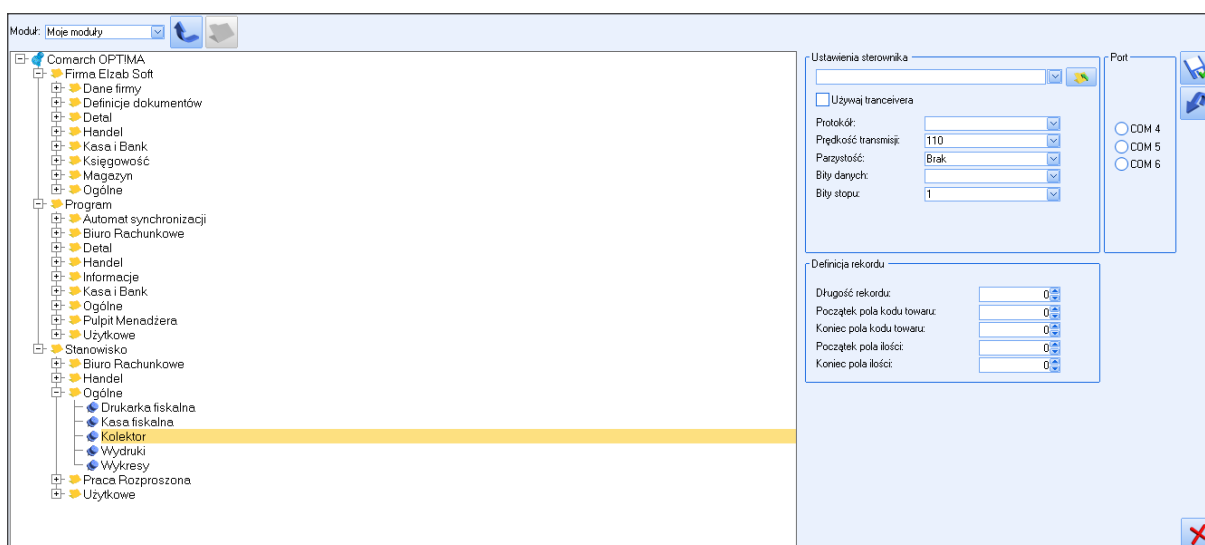 Moduł: Moje moduły
Comarch OPT!MA
Firma Elzab Soft
Dane firmy
Definicje dokumentów
Detal
Handel
Kasa i Bank
Księgowość
Magazyn
Ogólne
Program
Automat synchronizacji
Biuro Rachunkowe
Detal
Handel
Informacje
Kasa i Bank
Ogólne
Pulpit Menadżera
Użytkowe
Stanowisko
Biuro Rachunkowe
Handel
Ogólne
Drukarka fiskalna
Kasa fiskalna
Kolektor
Wydruki
Wykresy
Praca Rozproszona
Użytkowe
Ustawienia sterownika
Używaj tranceivera
Protokół:
Prędkość transmisji: 110
Parzystość: Brak
Bity danych:
Bity stopu: 1
Port
COM 4
COM 5
COM 6
Definicja rekordu
Długość rekordu: 0
Początek pola kodu towaru: 0
Koniec pola kodu towaru: 0
Początek pola ilości: 0
Koniec pola ilości: 0